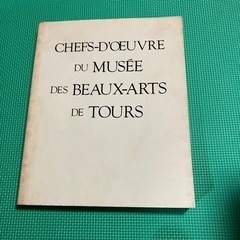 CHEFS-D'ŒUVRE
DU MUSÉE
DES BEAUX-ARTS
DE TOURS